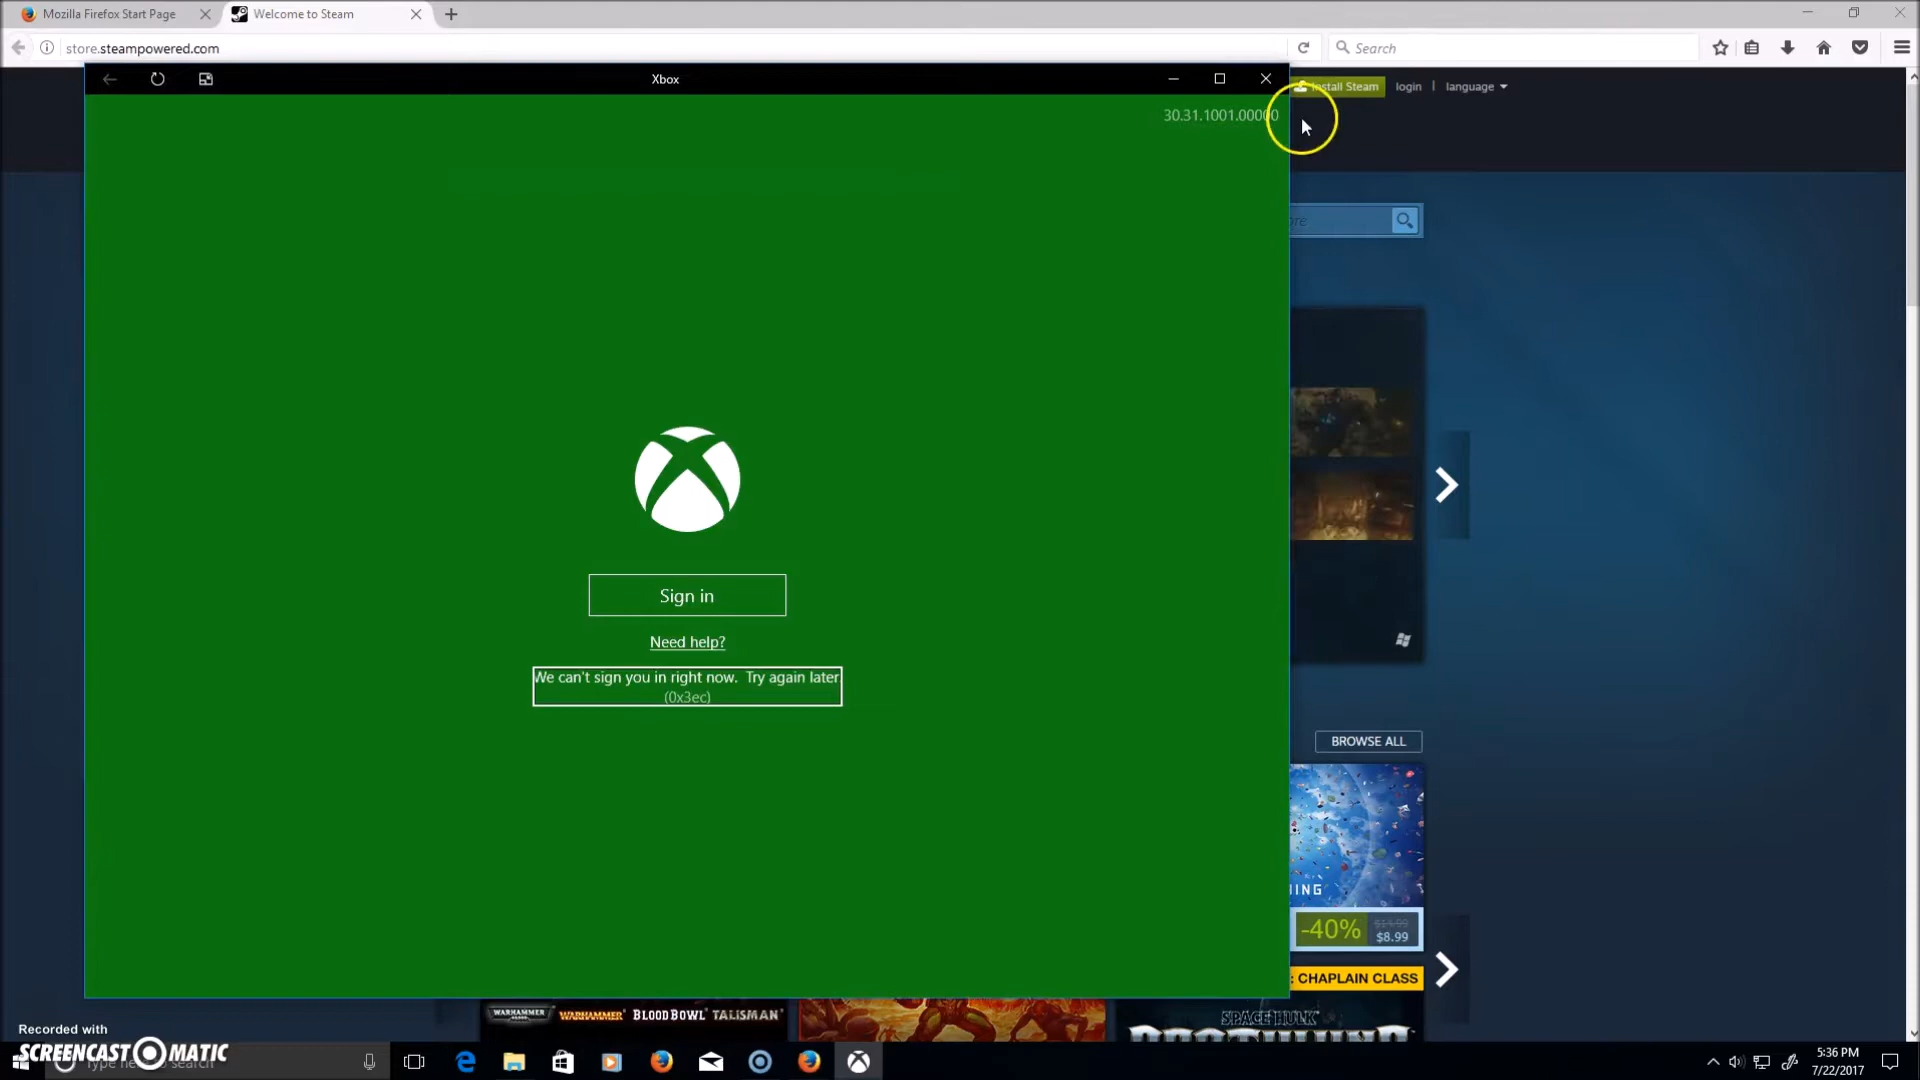 Mozilla Firefox Start Page
Welcome to Steam
store.steampowered.com
Search
Xbox
Install Steam
login
language
30.31.1001.00000
Sign in
Need help?
We can't sign you in right now.  Try again later
(0x3ec)
BROWSE ALL
-40%
$8.99
: CHAPLAIN CLASS
WARHAMMER
WARHAMMER
BLOOD BOWL
TALISMAN
SPACE HULK
Recorded with
SCREENCAST MATIC
5:36 PM
7/22/2017